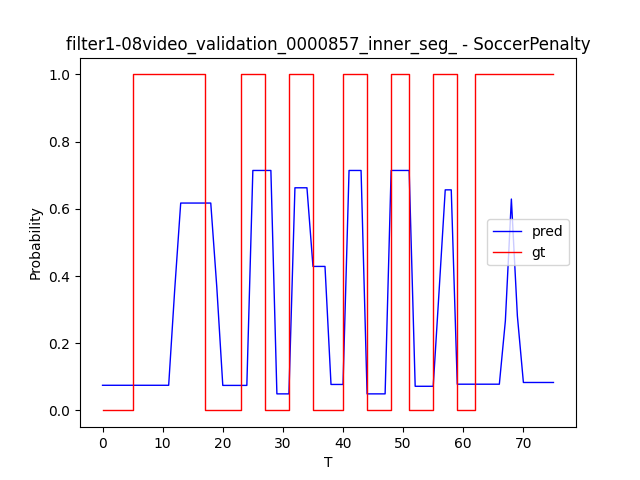 filter1-08video_validation_0000857_inner_seg_ - SoccerPenalty
1.0
0.8
0.6
0.4
0.2
0.0
Probability
pred
gt
0 10 20 30 40 50 60 70
T